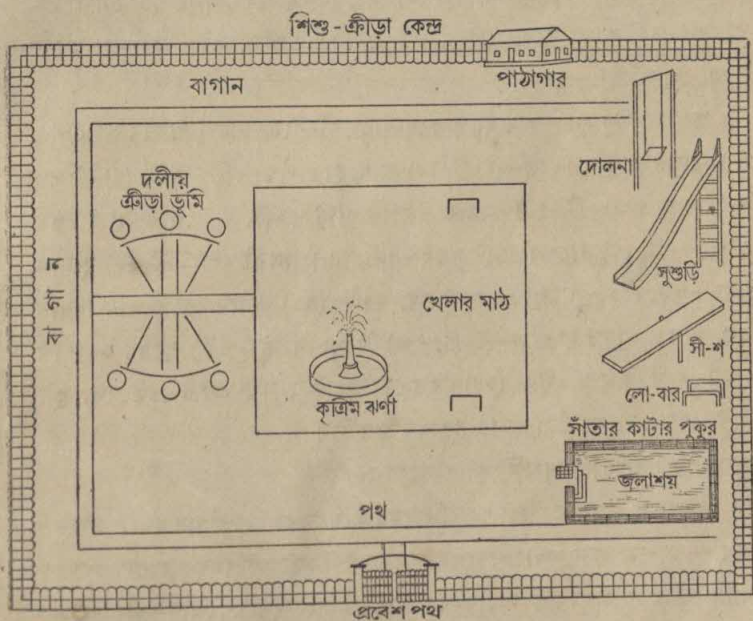 শিশু-ক্রীড়া কেন্দ্র
পাঠাগার
বাগান
দোলনা
দলীয়
ক্রীড়া ভূমি
সুশুড়ি
বাগান
খেলার মাঠ
সী-শ
লো-বার
কৃত্রিম ঝর্ণা
সাঁতার কাটার পুকুর
জলাশয়
পথ
প্রবেশ পথ